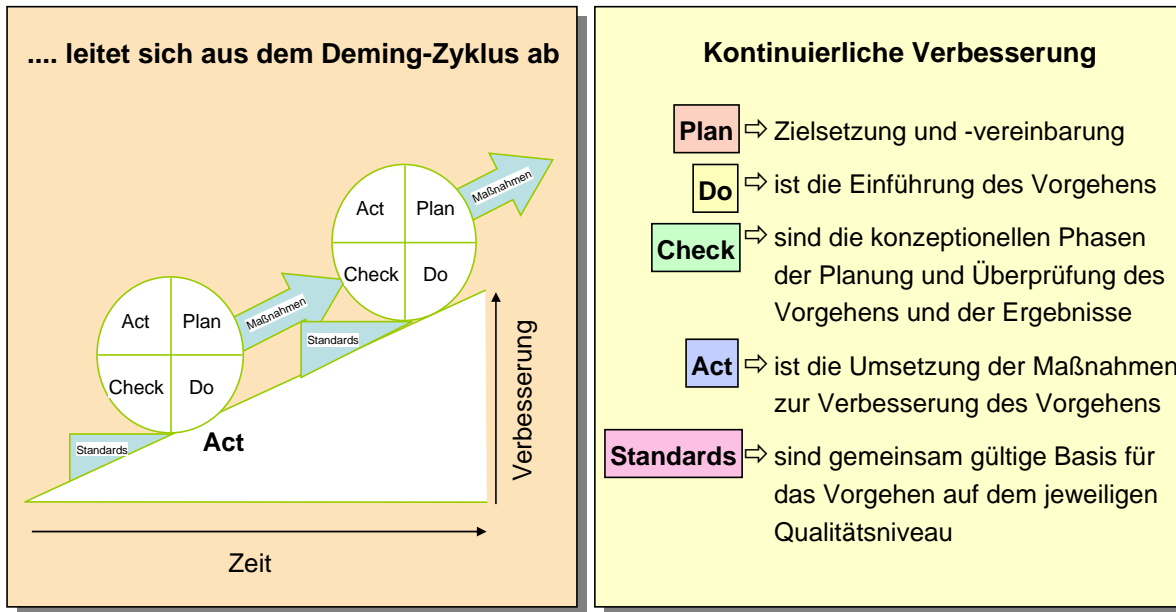 .... leitet sich aus dem Deming-Zyklus ab
Maßnahmen
Act Plan
Check Do
Maßnahmen
Act Plan
Check Do
Standards
Standards
Act
Verbesserung
Zeit
Kontinuierliche Verbesserung
Plan ⇨ Zielsetzung und -vereinbarung
Do ⇨ ist die Einführung des Vorgehens
Check ⇨ sind die konzeptionellen Phasen
der Planung und Überprüfung des
Vorgehens und der Ergebnisse
Act ⇨ ist die Umsetzung der Maßnahmen
zur Verbesserung des Vorgehens
Standards ⇨ sind gemeinsam gültige Basis für
das Vorgehen auf dem jeweiligen
Qualitätsniveau